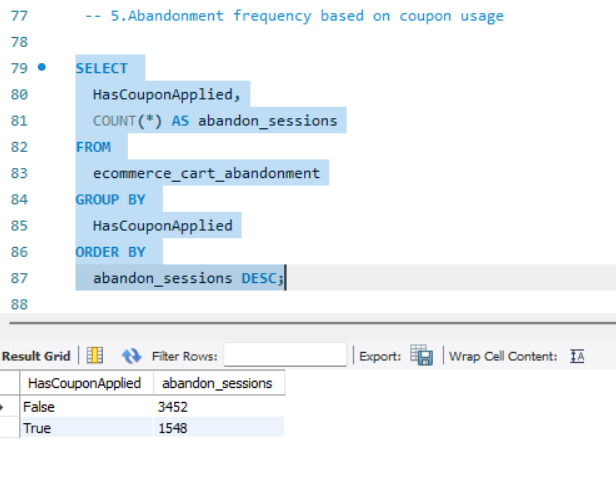 77 -- 5.Abandonment frequency based on coupon usage
78
79 SELECT
80 HasCouponApplied,
81 COUNT(*) AS abandon_sessions
82 FROM
83 ecommerce_cart_abandonment
84 GROUP BY
85 HasCouponApplied
86 ORDER BY
87 abandon_sessions DESC;
88
Result Grid Filter Rows: Export: Wrap Cell Content:
HasCouponApplied abandon_sessions
False 3452
True 1548